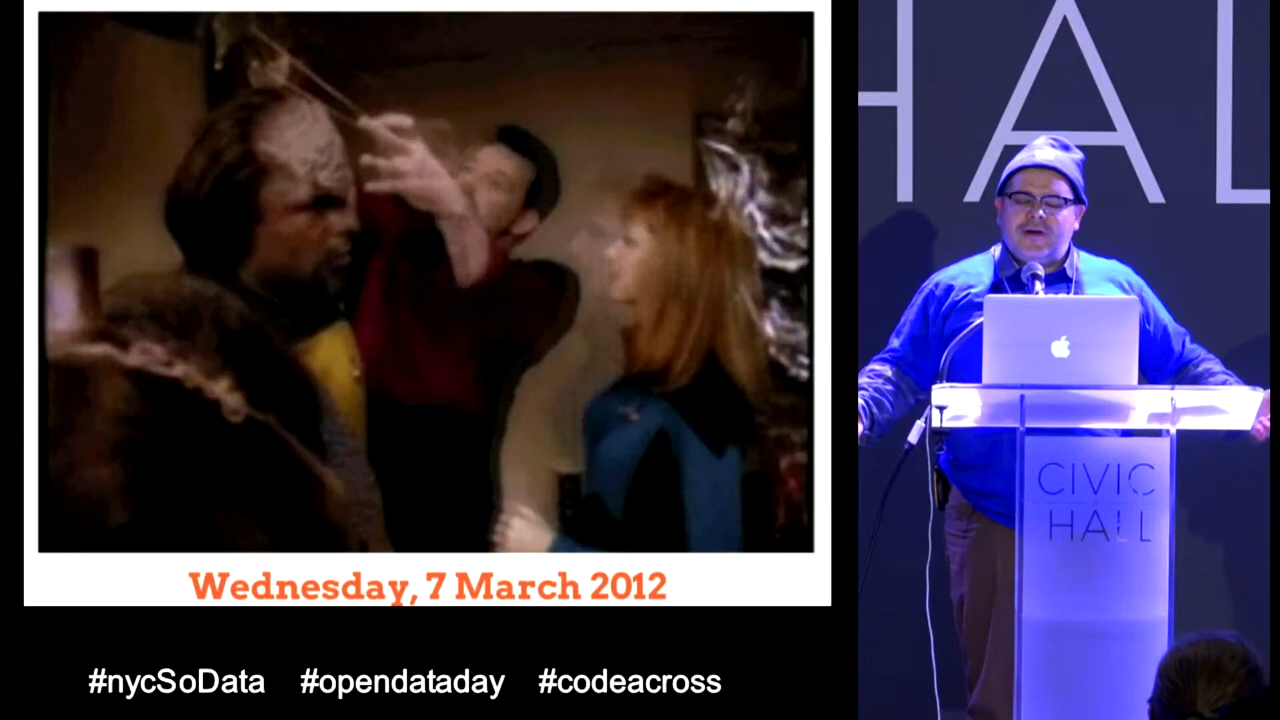 Wednesday, 7 March 2012
#nycSoData #opendataday #codeacross
HAL
CIVIC
HALL